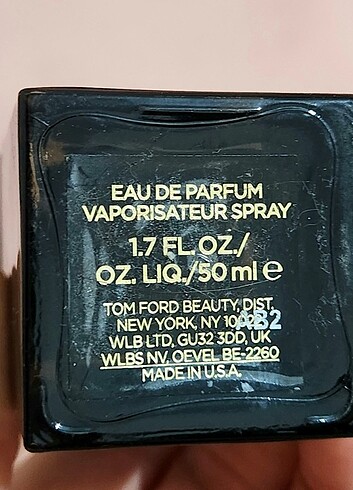 EAU DE PARFUM
VAPORISATEUR SPRAY
1.7 FL.OZ./
OZ. LIQ./50 ml ℮
TOM FORD BEAUTY, DIST.
NEW YORK, NY
AB2
WLB LTD, GU32 3DD, UK
WLBS NV. OEVEL BE-2260
MADE IN U.S.A.